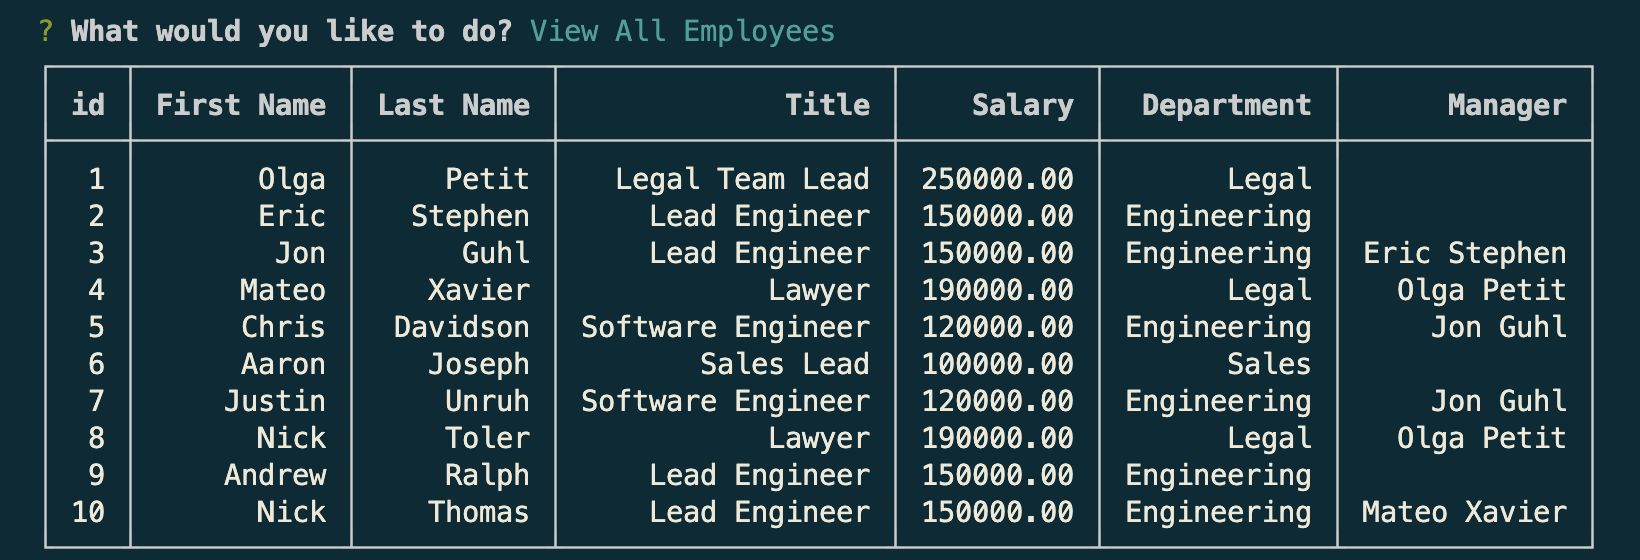 ? What would you like to do? View All Employees
id First Name Last Name Title Salary Department Manager
1 Olga Petit Legal Team Lead 250000.00 Legal
2 Eric Stephen Lead Engineer 150000.00 Engineering
3 Jon Guhl Lead Engineer 150000.00 Engineering Eric Stephen
4 Mateo Xavier Lawyer 190000.00 Legal Olga Petit
5 Chris Davidson Software Engineer 120000.00 Engineering Jon Guhl
6 Aaron Joseph Sales Lead 100000.00 Sales
7 Justin Unruh Software Engineer 120000.00 Engineering Jon Guhl
8 Nick Toler Lawyer 190000.00 Legal Olga Petit
9 Andrew Ralph Lead Engineer 150000.00 Engineering
10 Nick Thomas Lead Engineer 150000.00 Engineering Mateo Xavier